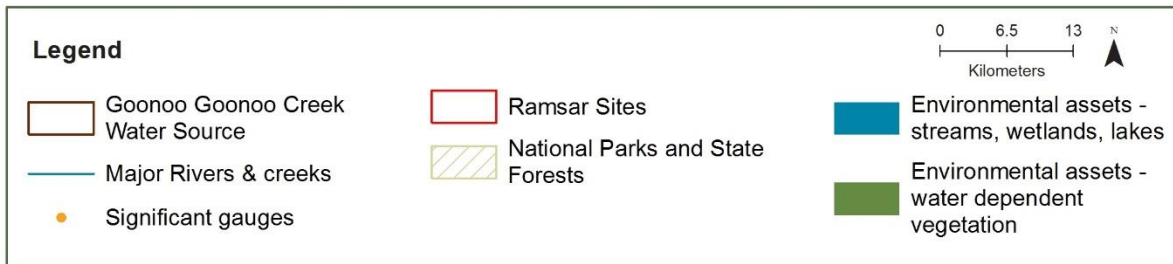 Legend
Goonoo Goonoo Creek
Water Source
Major Rivers & creeks
Significant gauges
Ramsar Sites
National Parks and State
Forests
0 6.5 13
Kilometers
N
Environmental assets -
streams, wetlands, lakes
Environmental assets -
water dependent
vegetation